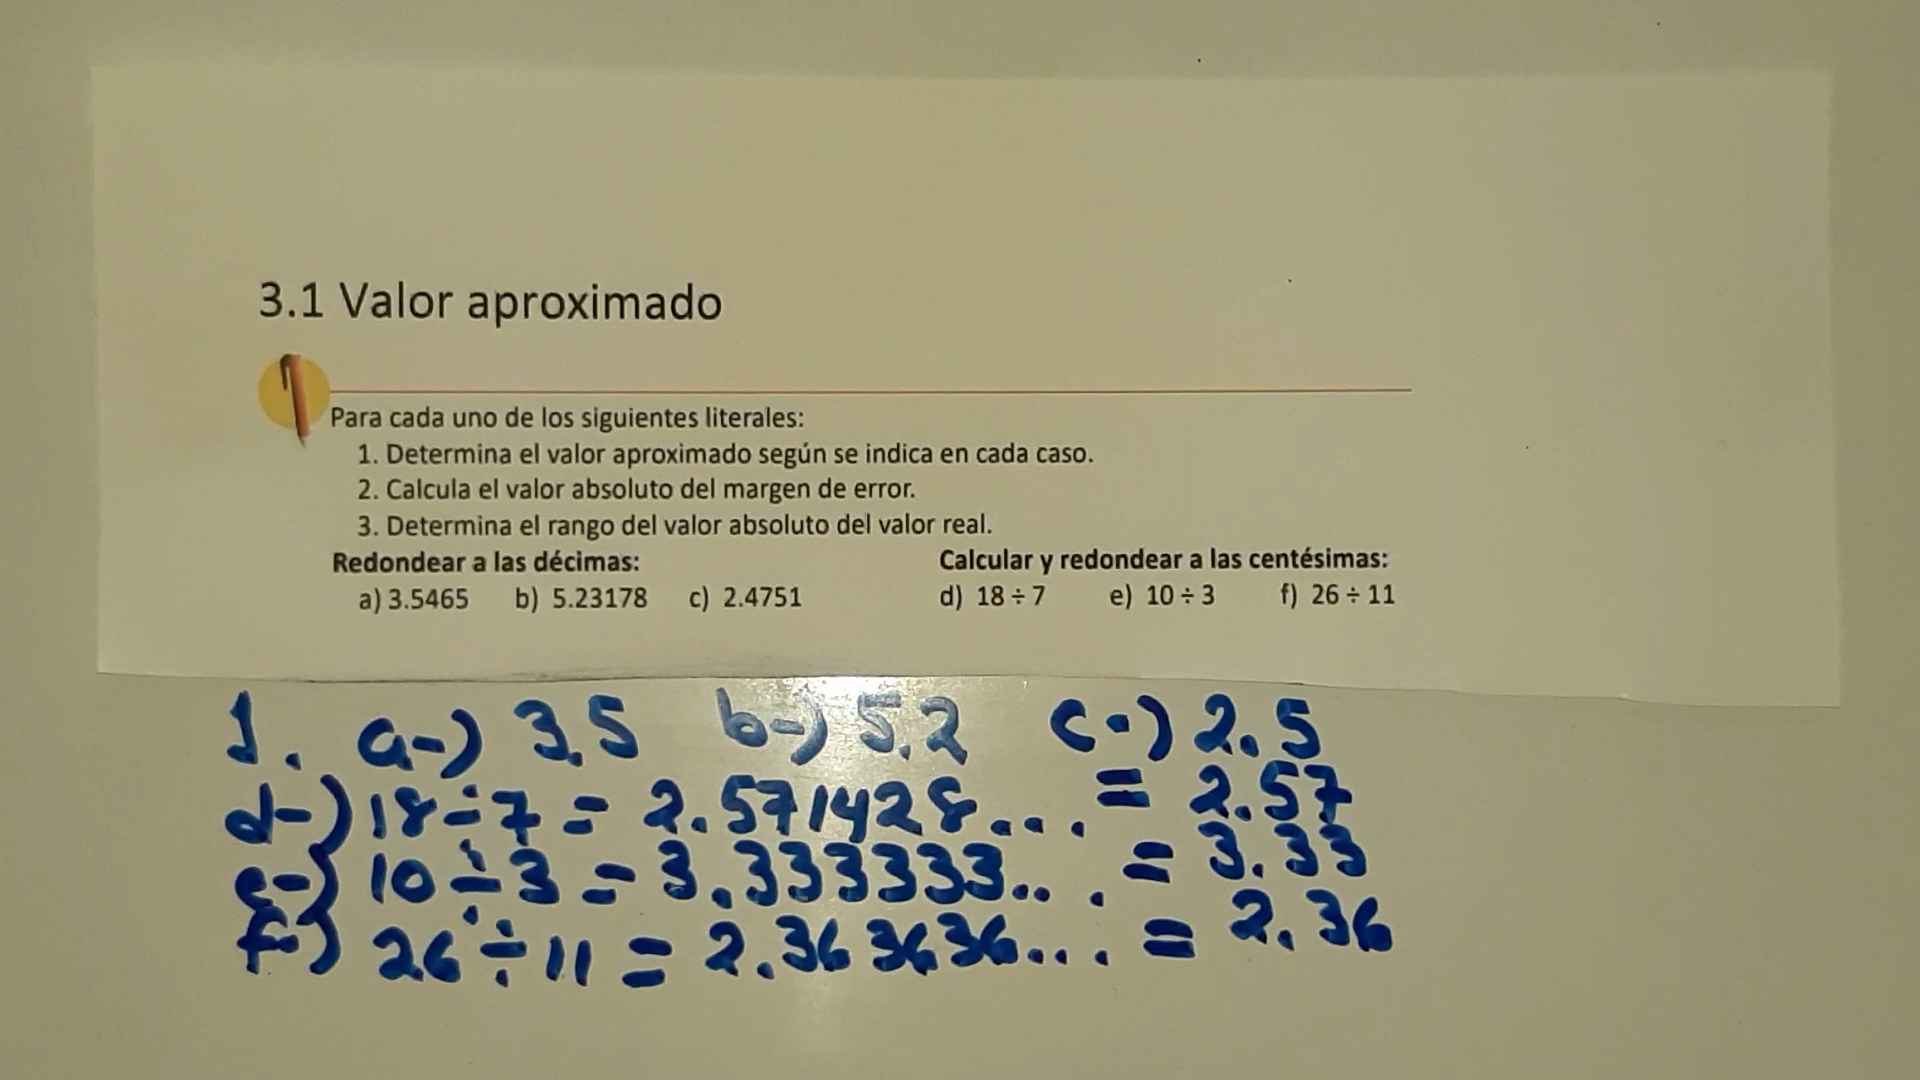 3.1 Valor aproximado
Para cada uno de los siguientes literales:
1. Determina el valor aproximado según se indica en cada caso.
2. Calcula el valor absoluto del margen de error.
3. Determina el rango del valor absoluto del valor real.
Redondear a las décimas: Calcular y redondear a las centésimas:
a) 3.5465 b) 5.23178 c) 2.4751 d) 18 ÷ 7 e) 10 ÷ 3 f) 26 ÷ 11
1. a-) 3.5 b-) 5.2 c-) 2.5
d-) 18 ÷ 7 = 2.571428... = 2.57
e-) 10 ÷ 3 = 3.333333... = 3.33
f-) 26 ÷ 11 = 2.363636... = 2.36